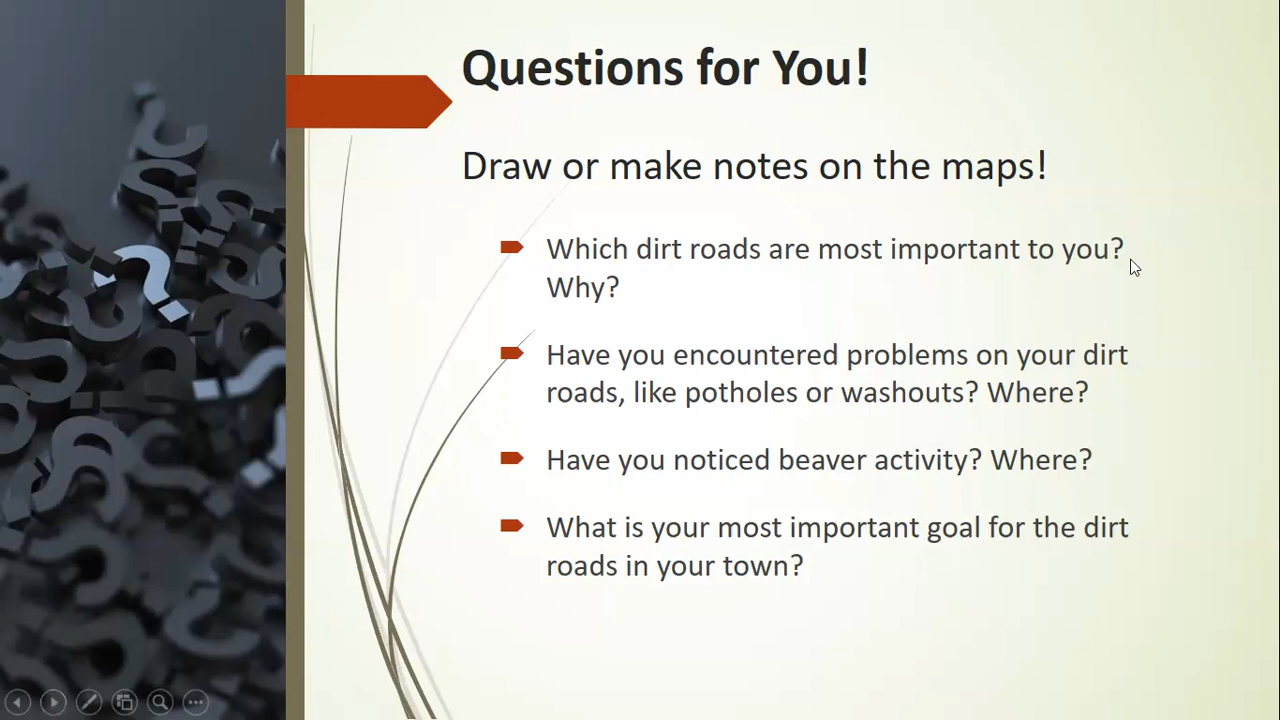 Questions for You!
Draw or make notes on the maps!
Which dirt roads are most important to you?
Why?
Have you encountered problems on your dirt
roads, like potholes or washouts? Where?
Have you noticed beaver activity? Where?
What is your most important goal for the dirt
roads in your town?